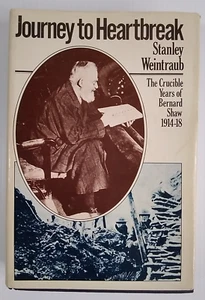 Journey to Heartbreak
Stanley
Weintraub
The Crucible
Years of
Bernard
Shaw
1914-18